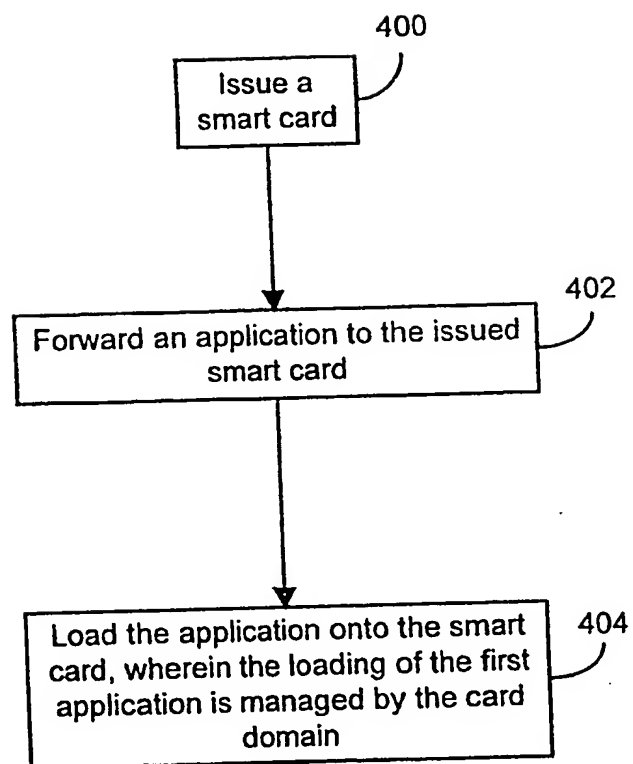 400
Issue a
smart card
402
Forward an application to the issued
smart card
404
Load the application onto the smart
card, wherein the loading of the first
application is managed by the card
domain